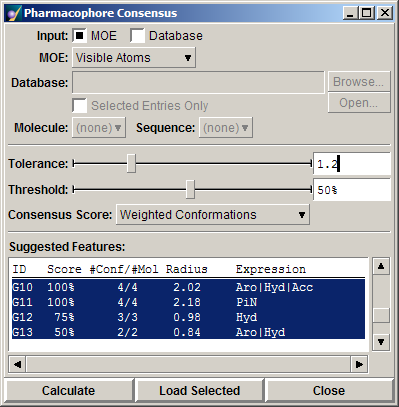 Pharmacophore Consensus
Input: MOE Database
MOE: Visible Atoms
Database: Browse...
Selected Entries Only Open...
Molecule: (none) Sequence: (none)
Tolerance: 1.2
Threshold: 50%
Consensus Score: Weighted Conformations
Suggested Features:
ID Score #Conf/#Mol Radius Expression
G10 100% 4/4 2.02 Aro|Hyd|Acc
G11 100% 4/4 2.18 PiN
G12 75% 3/3 0.98 Hyd
G13 50% 2/2 0.84 Aro|Hyd
Calculate Load Selected Close